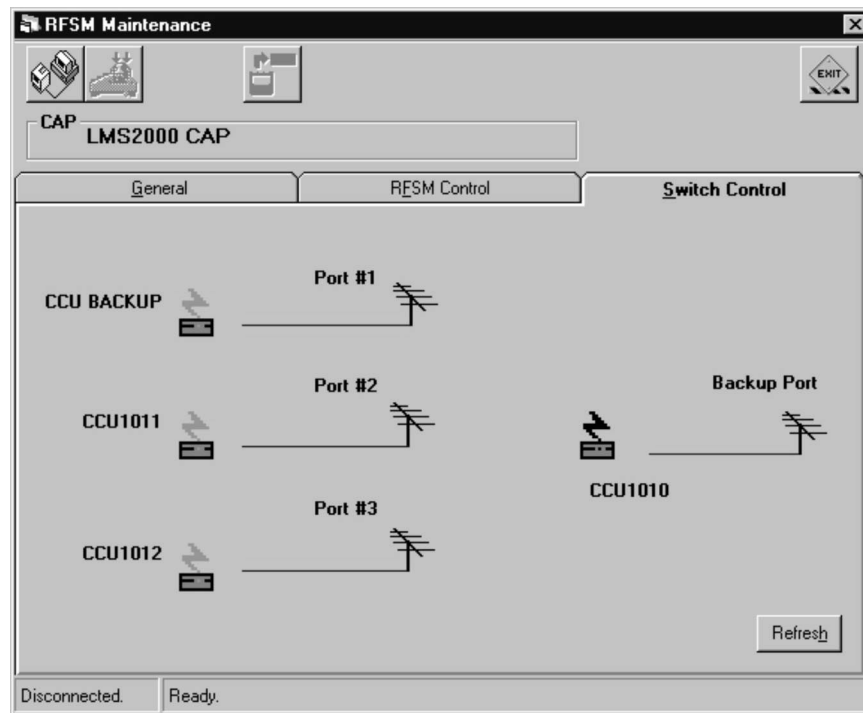 RFSM Maintenance
EXIT
CAP
LMS2000 CAP
General
RFSM Control
Switch Control
Port #1
CCU BACKUP
Port #2
Backup Port
CCU1011
CCU1010
Port #3
CCU1012
Refresh
Disconnected.
Ready.